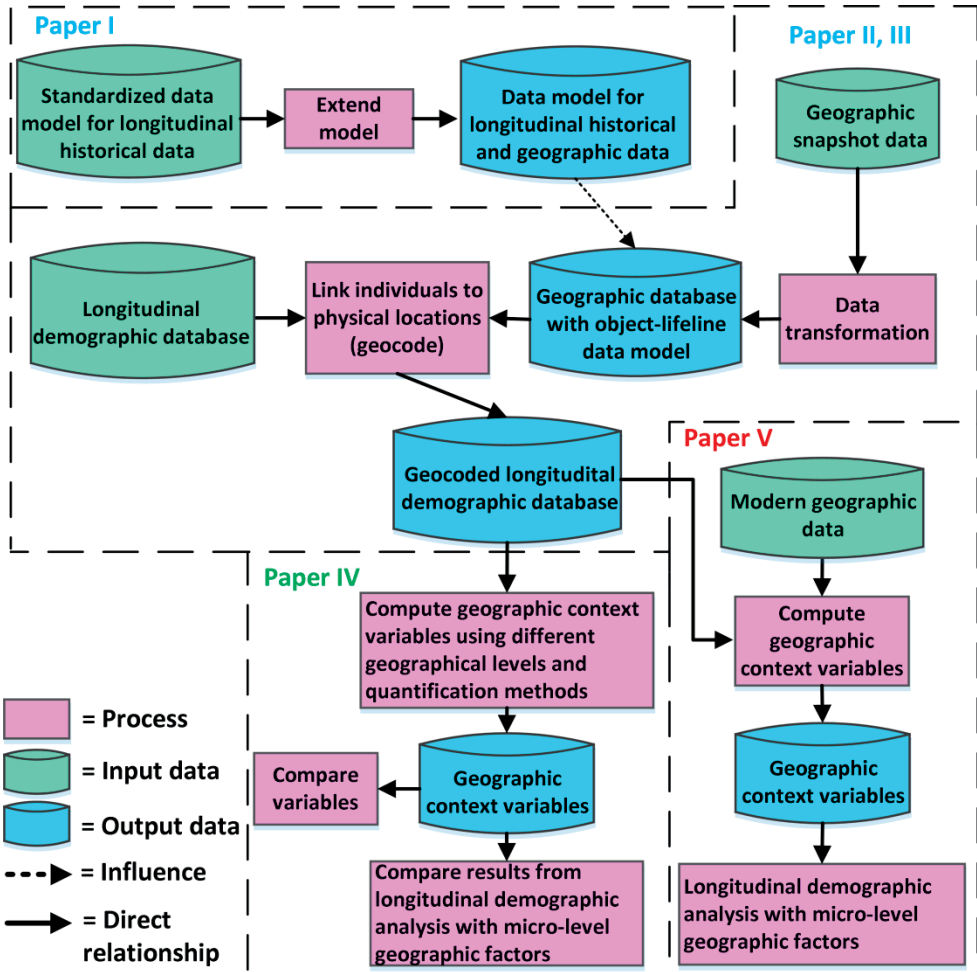 Paper I
Paper II, III
Standardized data
model for longitudinal
historical data
Extend
model
Data model for
longitudinal historical
and geographic data
Geographic
snapshot data
Longitudinal
demographic
database
Link individuals to
physical locations
(geocode)
Geographic database
with object-lifeline
data model
Data
transformation
Geocoded longitudital
demographic database
Paper V
Modern geographic
data
Paper IV
Compute geographic context
variables using different
geographical levels and
quantification methods
Compute
geographic
context variables
= Process
= Input data
= Output data
= Influence
= Direct
relationship
Compare
variables
Geographic
context variables
Geographic
context variables
Compare results from
longitudinal demographic
analysis with micro-level
geographic factors
Longitudinal demographic
analysis with micro-level
geographic factors